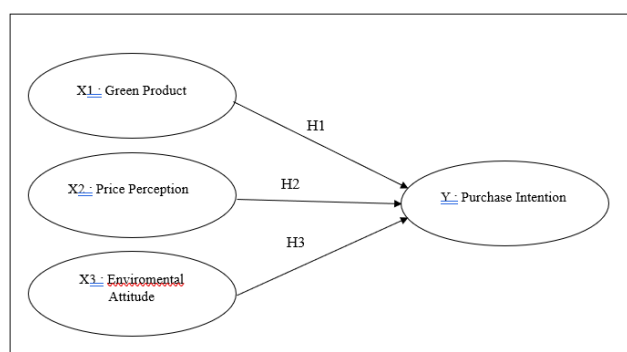 X1 : Green Product
H1
X2 : Price Perception
H2
Y : Purchase Intention
H3
X3 : Enviromental
Attitude